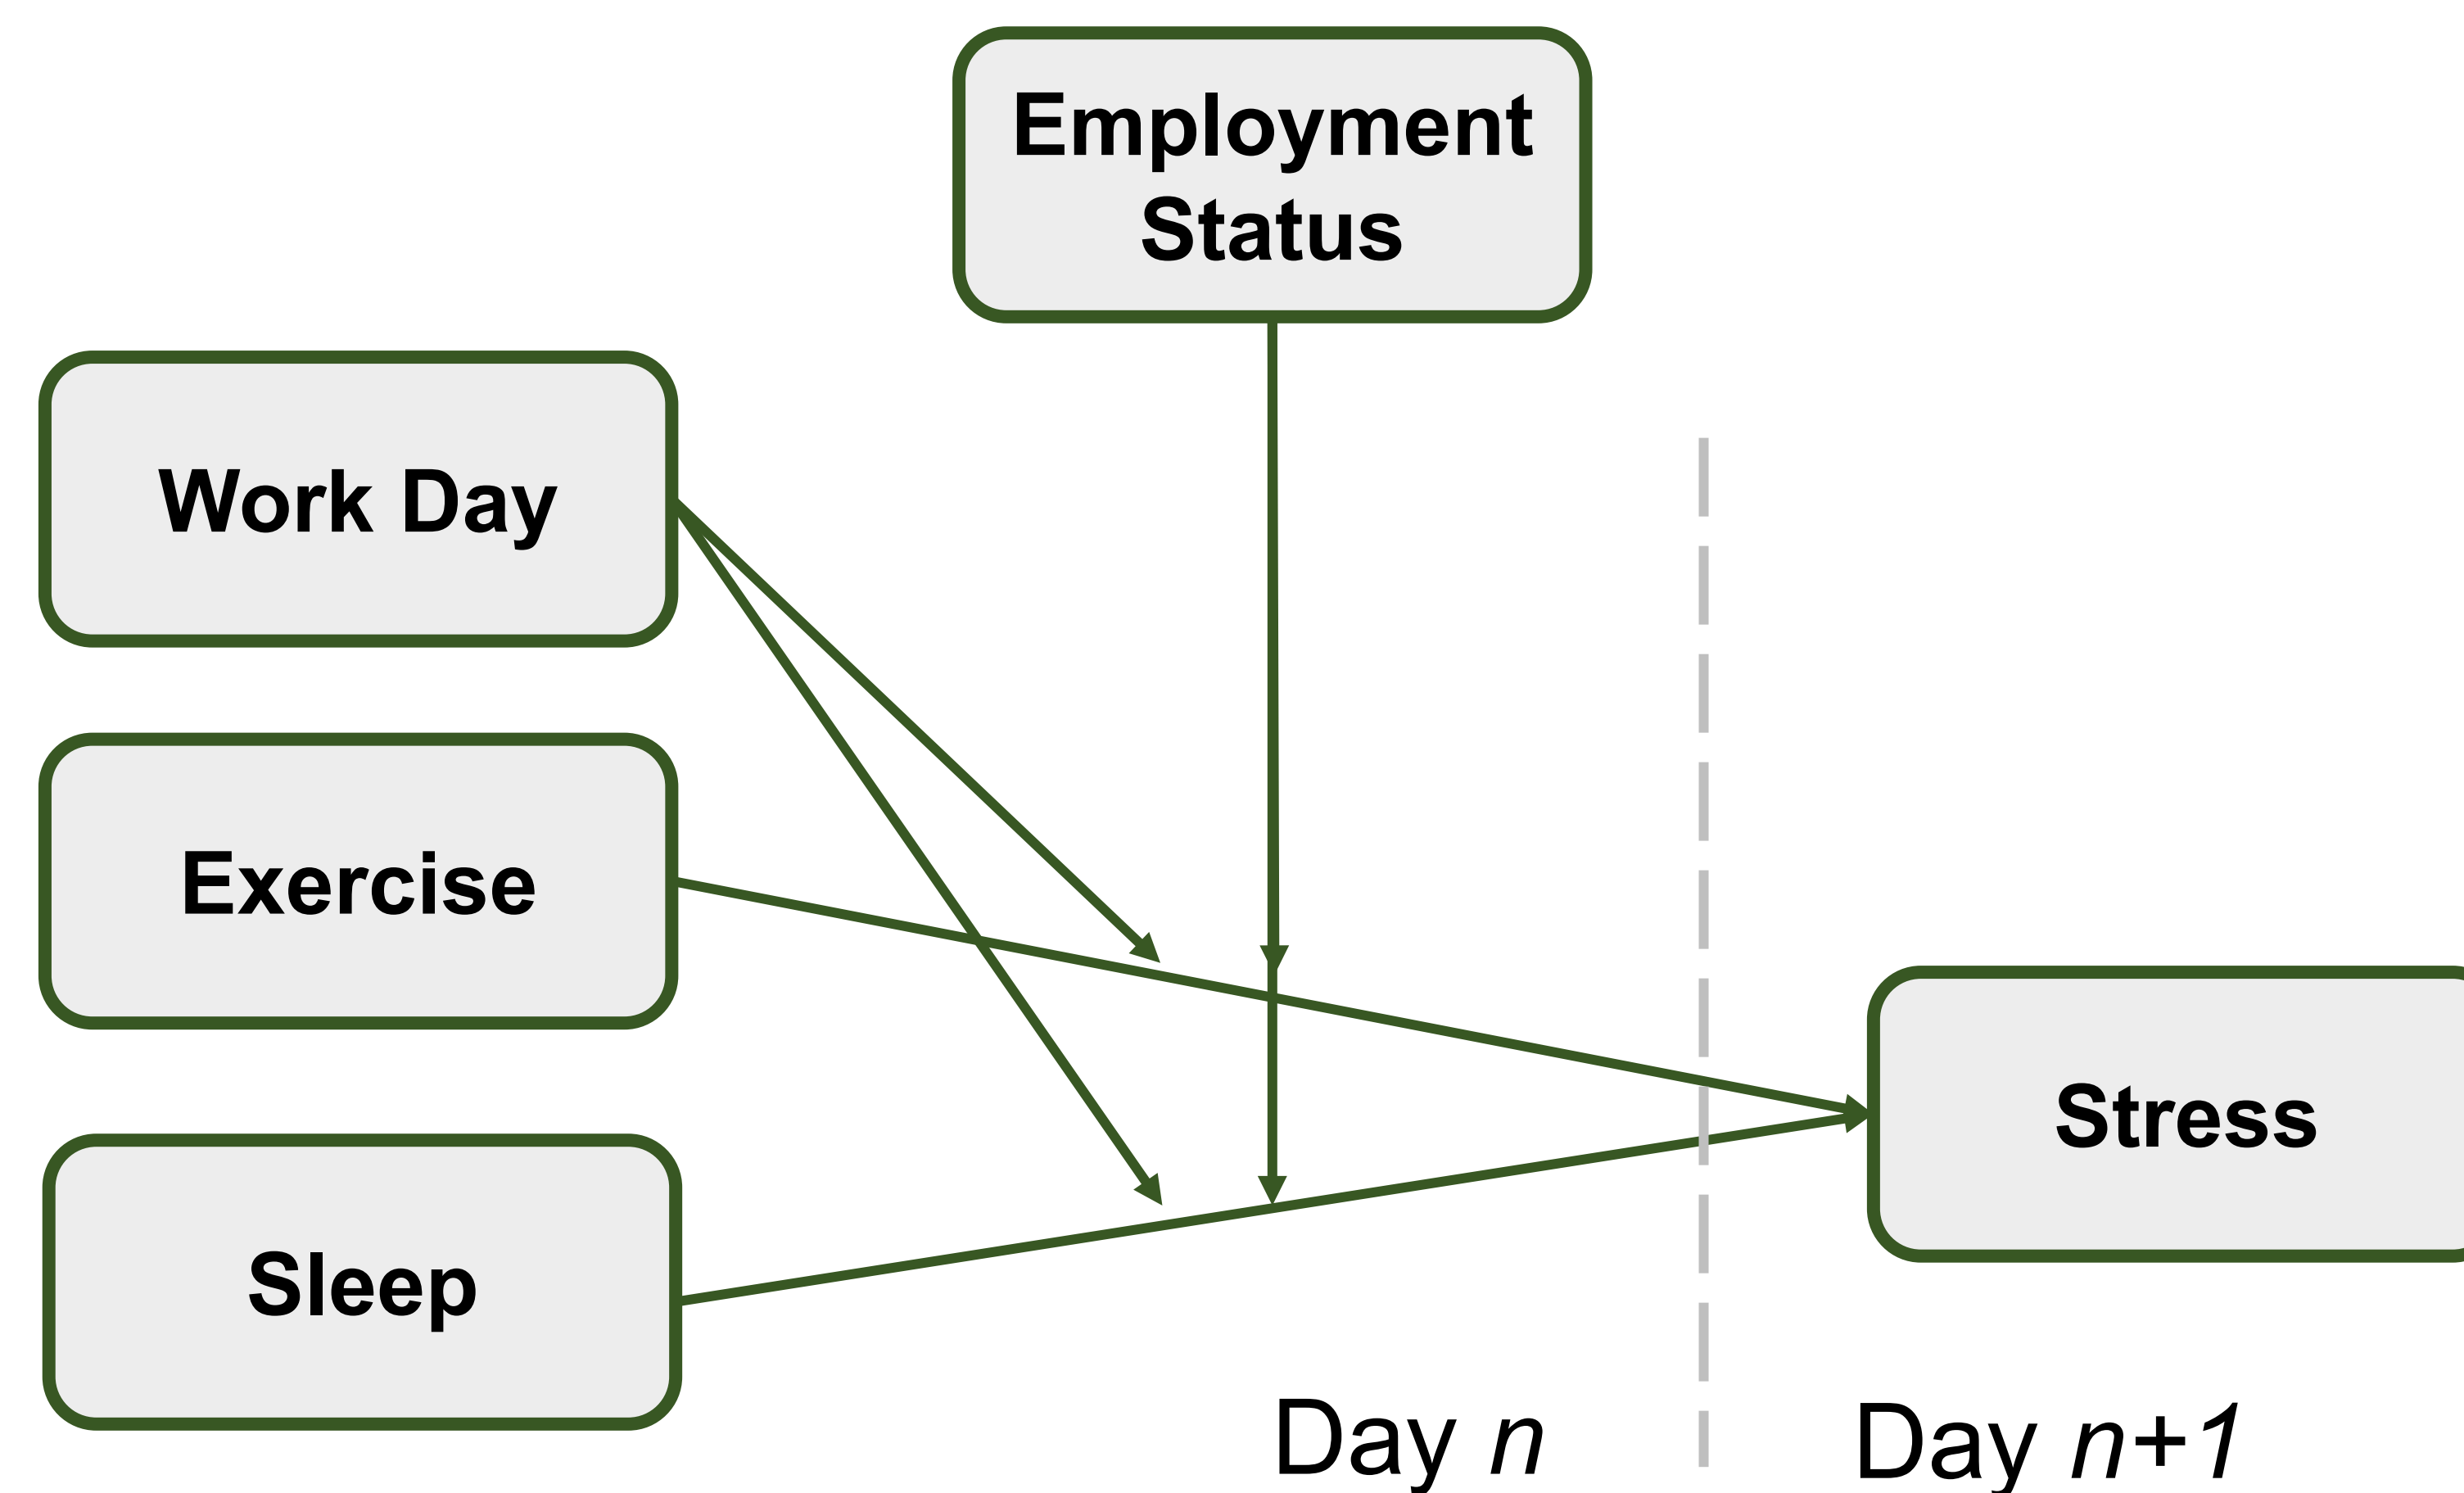 Employment
Status
Work Day
Exercise
Stress
Sleep
Day n
Day n+1